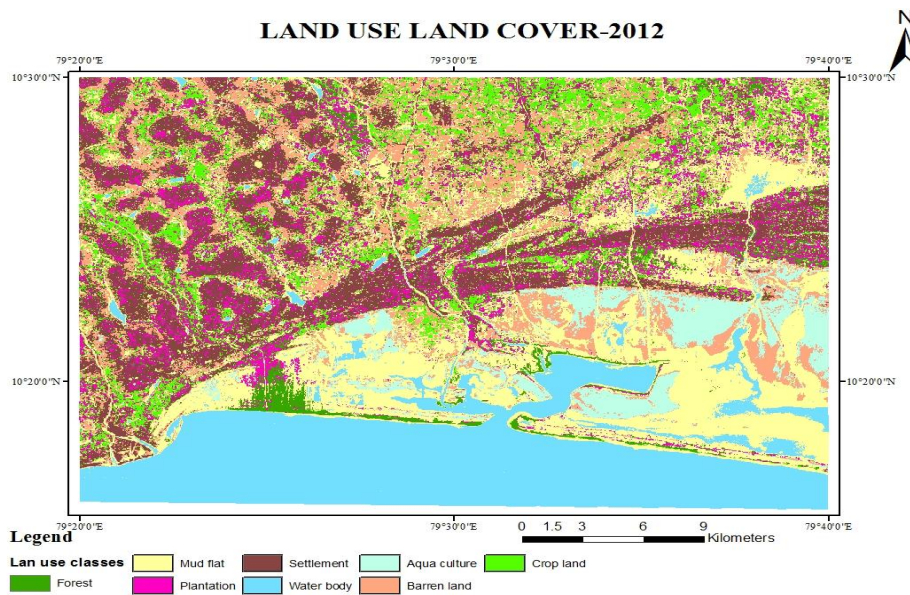 LAND USE LAND COVER-2012
N
79°20'0"E 79°30'0"E 79°40'0"E
10°30'0"N 10°30'0"N
10°20'0"N 10°20'0"N
79°20'0"E 79°30'0"E 79°40'0"E
Legend
0 1.5 3 6 9
Kilometers
Lan use classes
Mud flat Settlement Aqua culture Crop land
Forest Plantation Water body Barren land